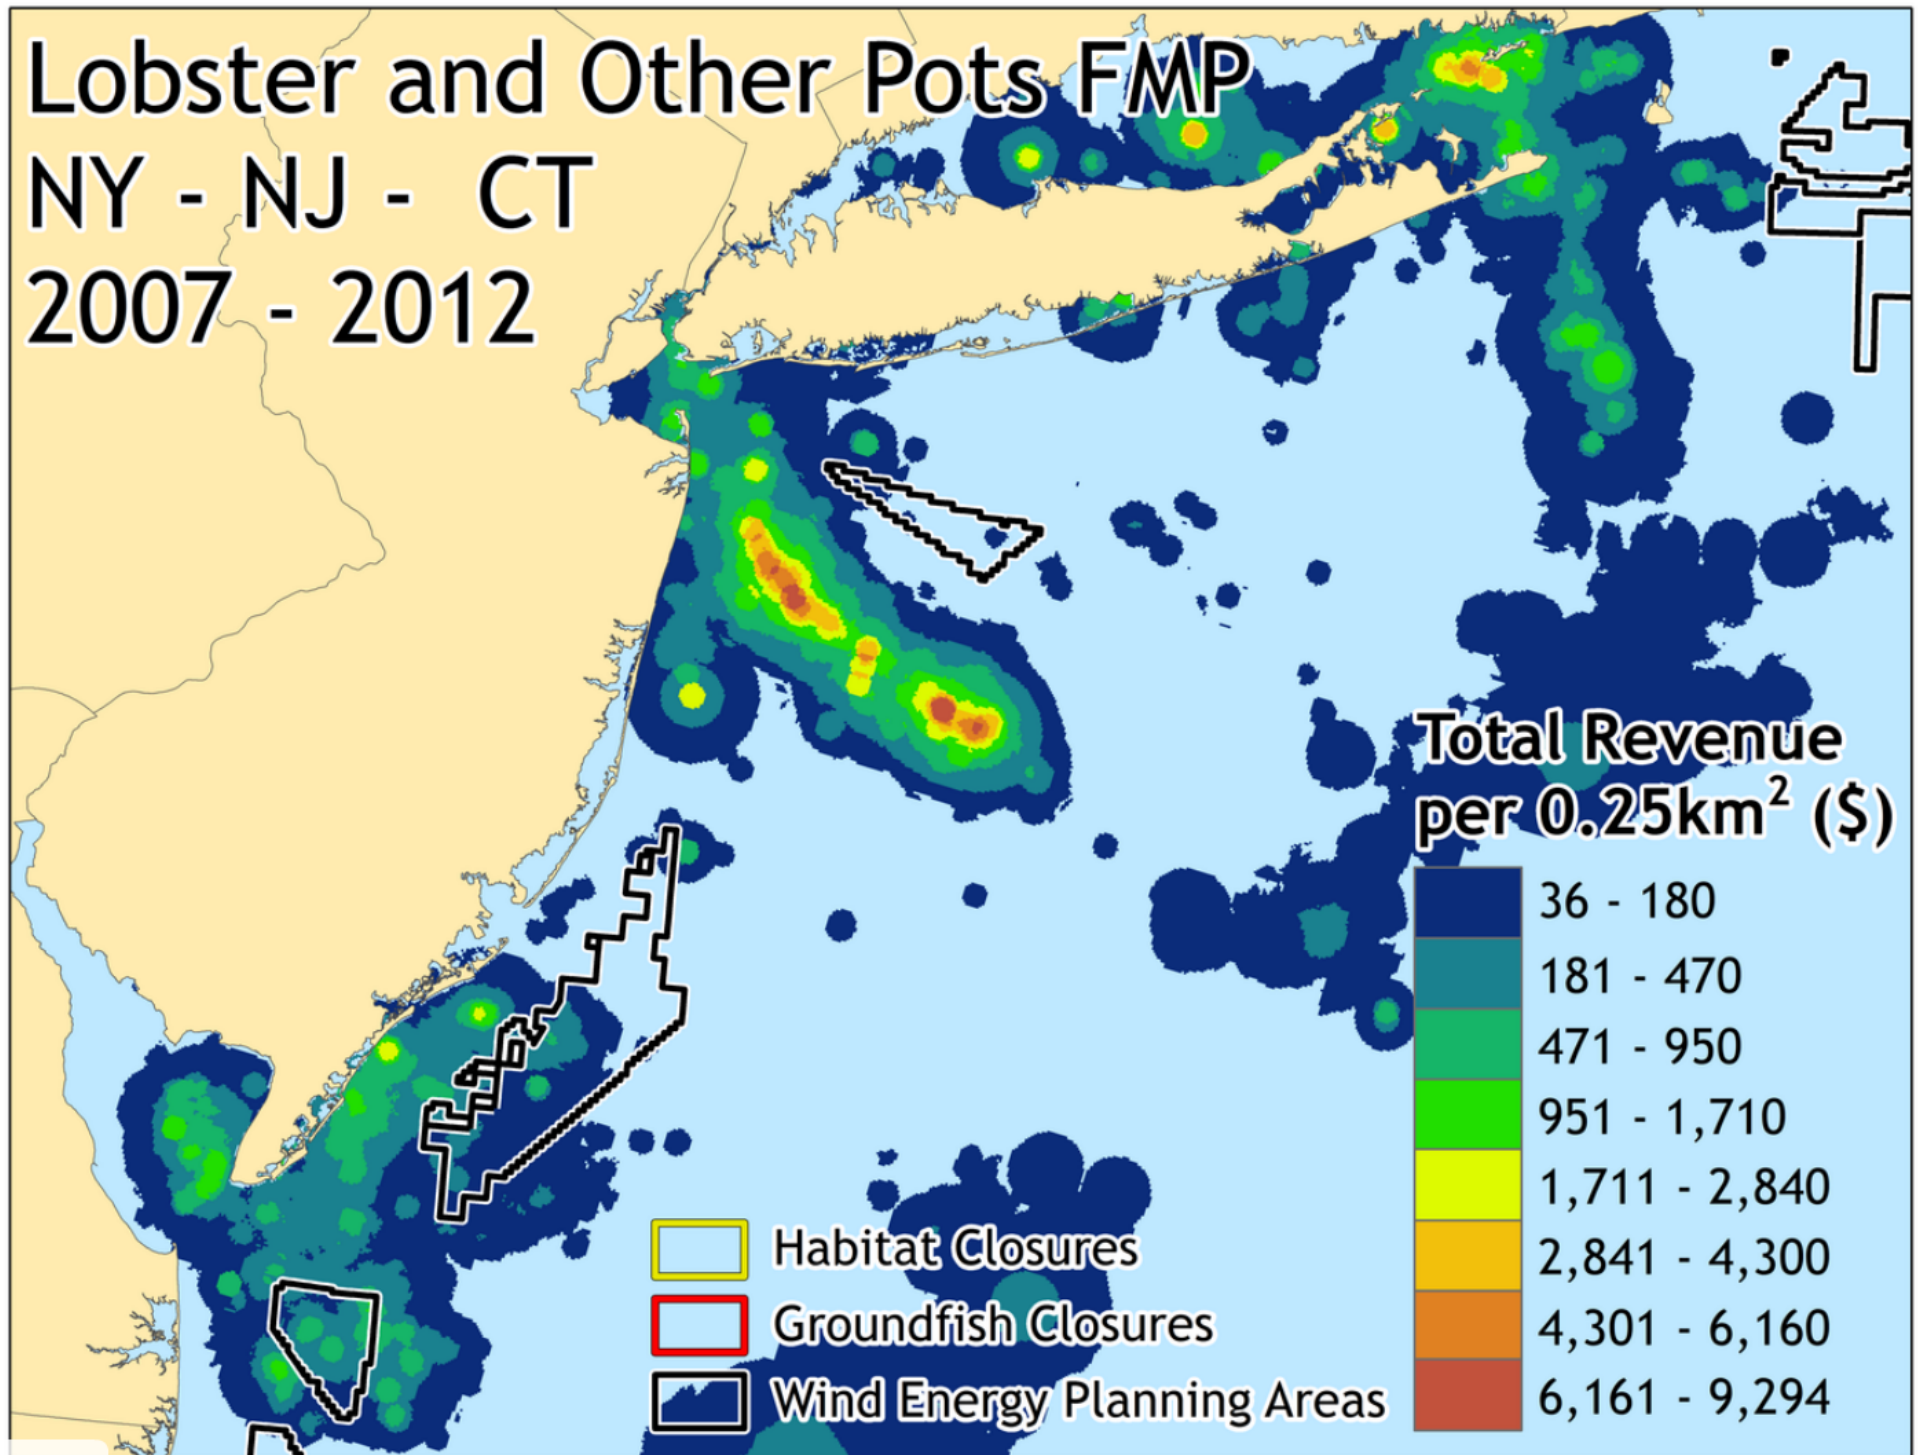 Lobster and Other Pots FMP
NY - NJ - CT
2007 - 2012
Total Revenue
per 0.25km² ($)
36 - 180
181 - 470
471 - 950
951 - 1,710
1,711 - 2,840
2,841 - 4,300
4,301 - 6,160
6,161 - 9,294
Habitat Closures
Groundfish Closures
Wind Energy Planning Areas